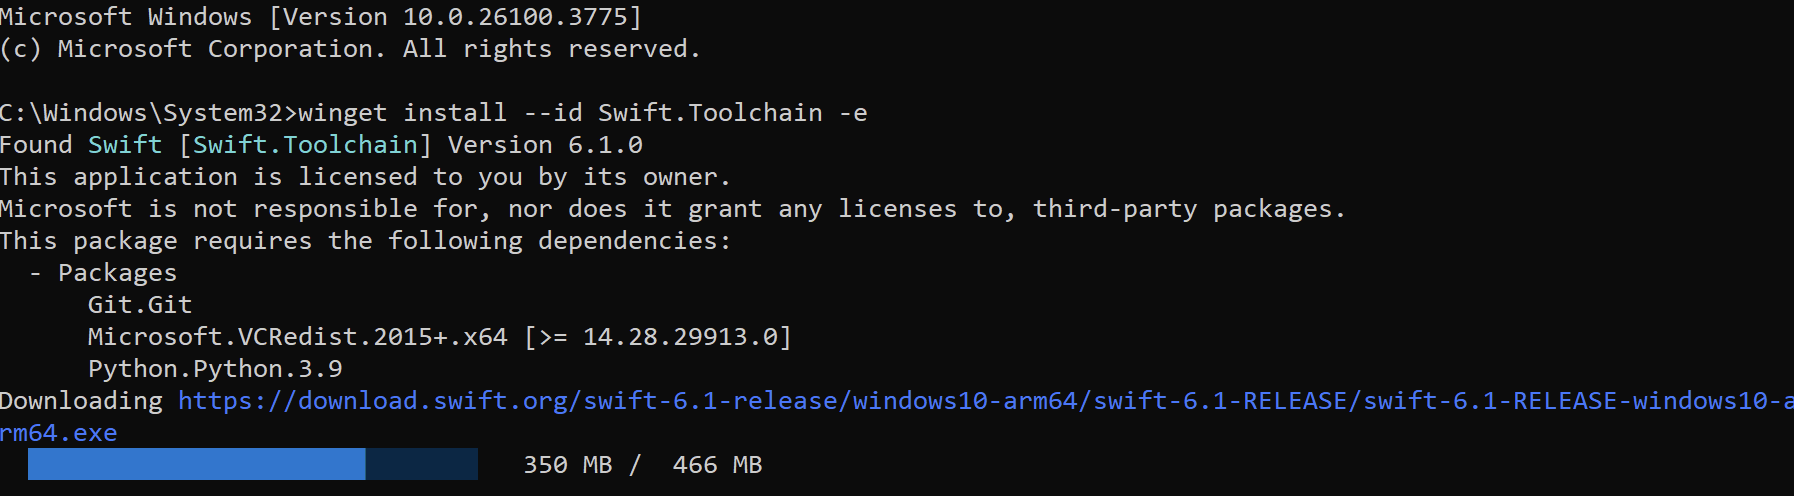 Microsoft Windows [Version 10.0.26100.3775]
(c) Microsoft Corporation. All rights reserved.
C:\Windows\System32>winget install --id Swift.Toolchain -e
Found Swift [Swift.Toolchain] Version 6.1.0
This application is licensed to you by its owner.
Microsoft is not responsible for, nor does it grant any licenses to, third-party packages.
This package requires the following dependencies:
  - Packages
      Git.Git
      Microsoft.VCRedist.2015+.x64 [>= 14.28.29913.0]
      Python.Python.3.9
Downloading https://download.swift.org/swift-6.1-release/windows10-arm64/swift-6.1-RELEASE/swift-6.1-RELEASE-windows10-a
rm64.exe
350 MB /  466 MB